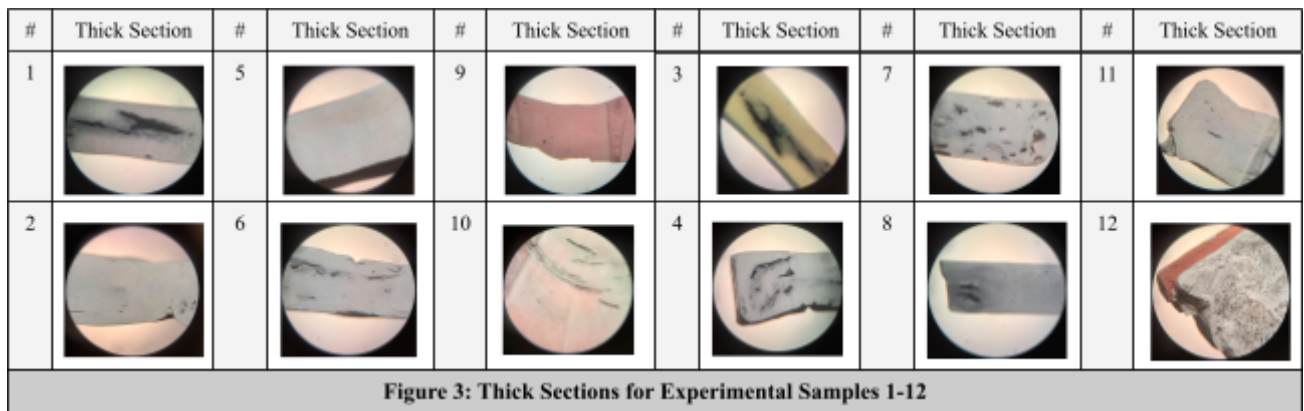 # Thick Section # Thick Section # Thick Section # Thick Section # Thick Section # Thick Section
1 5 9 3 7 11
2 6 10 4 8 12
Figure 3: Thick Sections for Experimental Samples 1-12